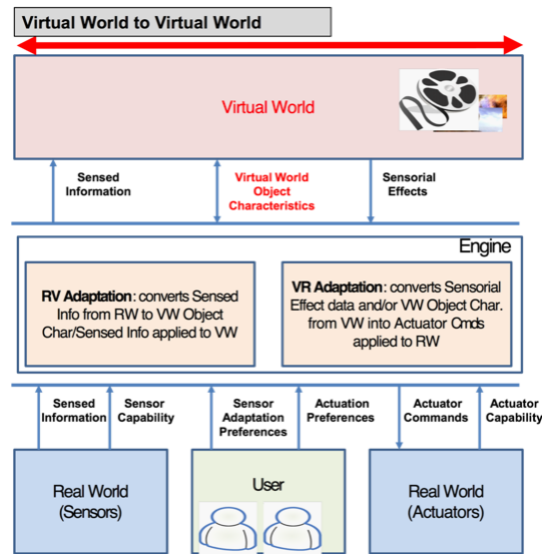 Virtual World to Virtual World
Virtual World
Sensed
Information
Virtual World
Object
Characteristics
Sensorial
Effects
Engine
RV Adaptation: converts Sensed
Info from RW to VW Object
Char/Sensed Info applied to VW
VR Adaptation: converts Sensorial
Effect data and/or VW Object Char.
from VW into Actuator Cmds
applied to RW
Sensed
Information
Sensor
Capability
Sensor
Adaptation
Preferences
Actuation
Preferences
Actuator
Commands
Actuator
Capability
Real World
(Sensors)
User
Real World
(Actuators)